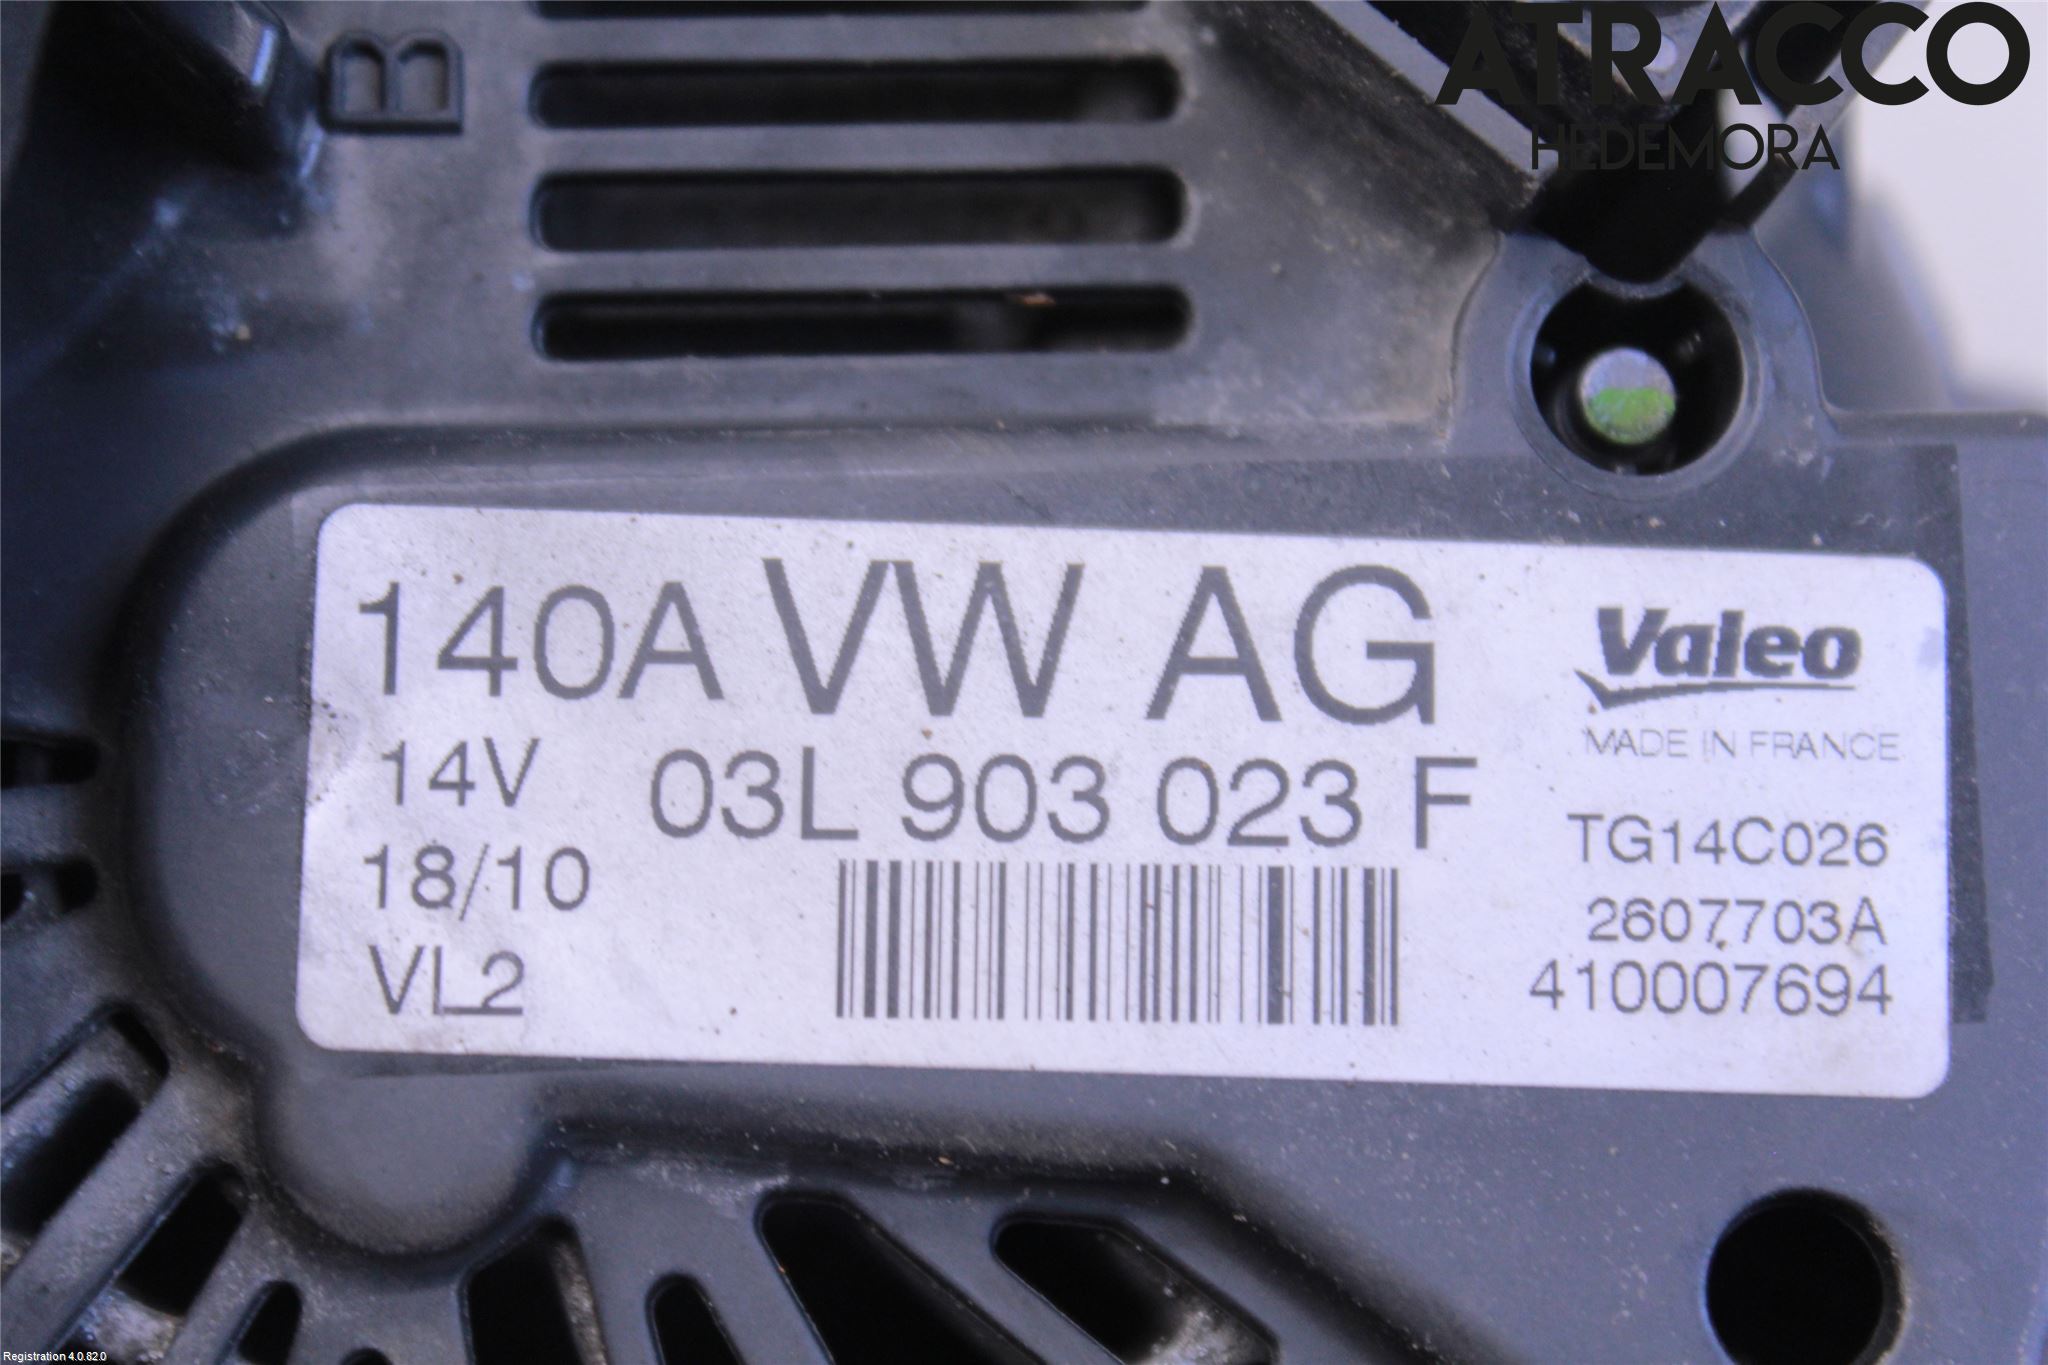 ATRACCO
HEDEMORA
B
140A VW AG
Valeo
MADE IN FRANCE
14V
03L 903 023 F
18/10
VL2
TG14C026
2607703A
410007694
Registration 4.0.82.0